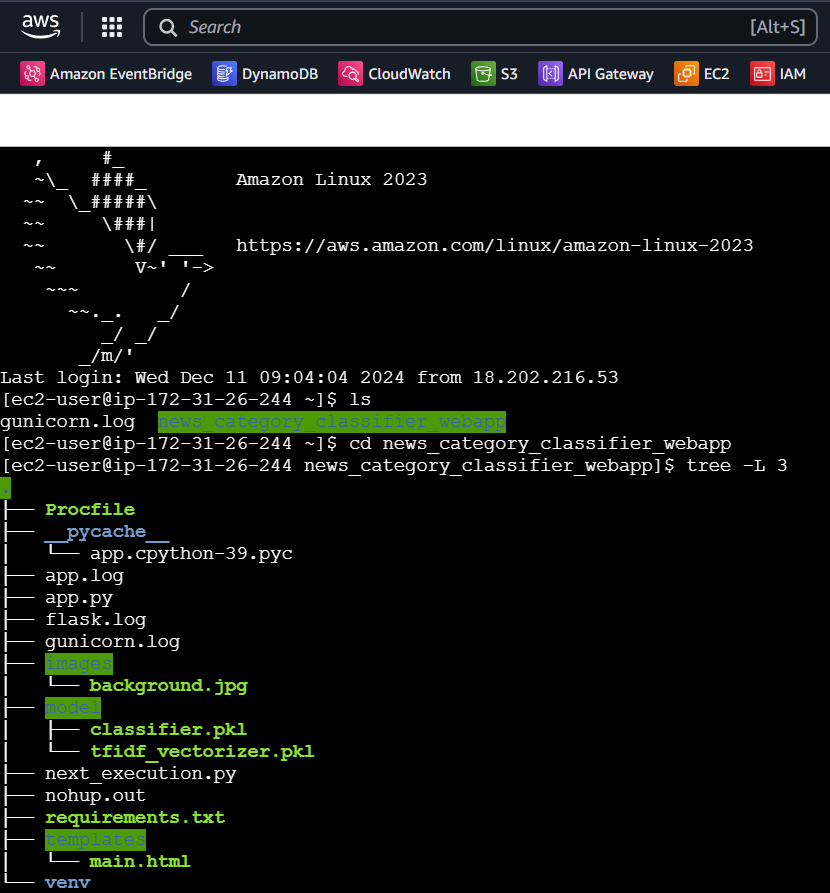 aws
Search [Alt+S]
Amazon EventBridge DynamoDB CloudWatch S3 API Gateway EC2 IAM
   ,     #_
   ~\_  ####_        Amazon Linux 2023
  ~~  \_#####\
  ~~     \###|
  ~~       \#/ ___   https://aws.amazon.com/linux/amazon-linux-2023
   ~~       V~' '->
    ~~~         /
      ~~._.   _/
         _/ _/
       _/m/'
Last login: Wed Dec 11 09:04:04 2024 from 18.202.216.53
[ec2-user@ip-172-31-26-244 ~]$ ls
gunicorn.log  news_category_classifier_webapp
[ec2-user@ip-172-31-26-244 ~]$ cd news_category_classifier_webapp
[ec2-user@ip-172-31-26-244 news_category_classifier_webapp]$ tree -L 3
.
├── Procfile
├── __pycache__
│   └── app.cpython-39.pyc
├── app.log
├── app.py
├── flask.log
├── gunicorn.log
├── images
│   └── background.jpg
├── model
│   ├── classifier.pkl
│   └── tfidf_vectorizer.pkl
├── next_execution.py
├── nohup.out
├── requirements.txt
├── templates
│   └── main.html
└── venv